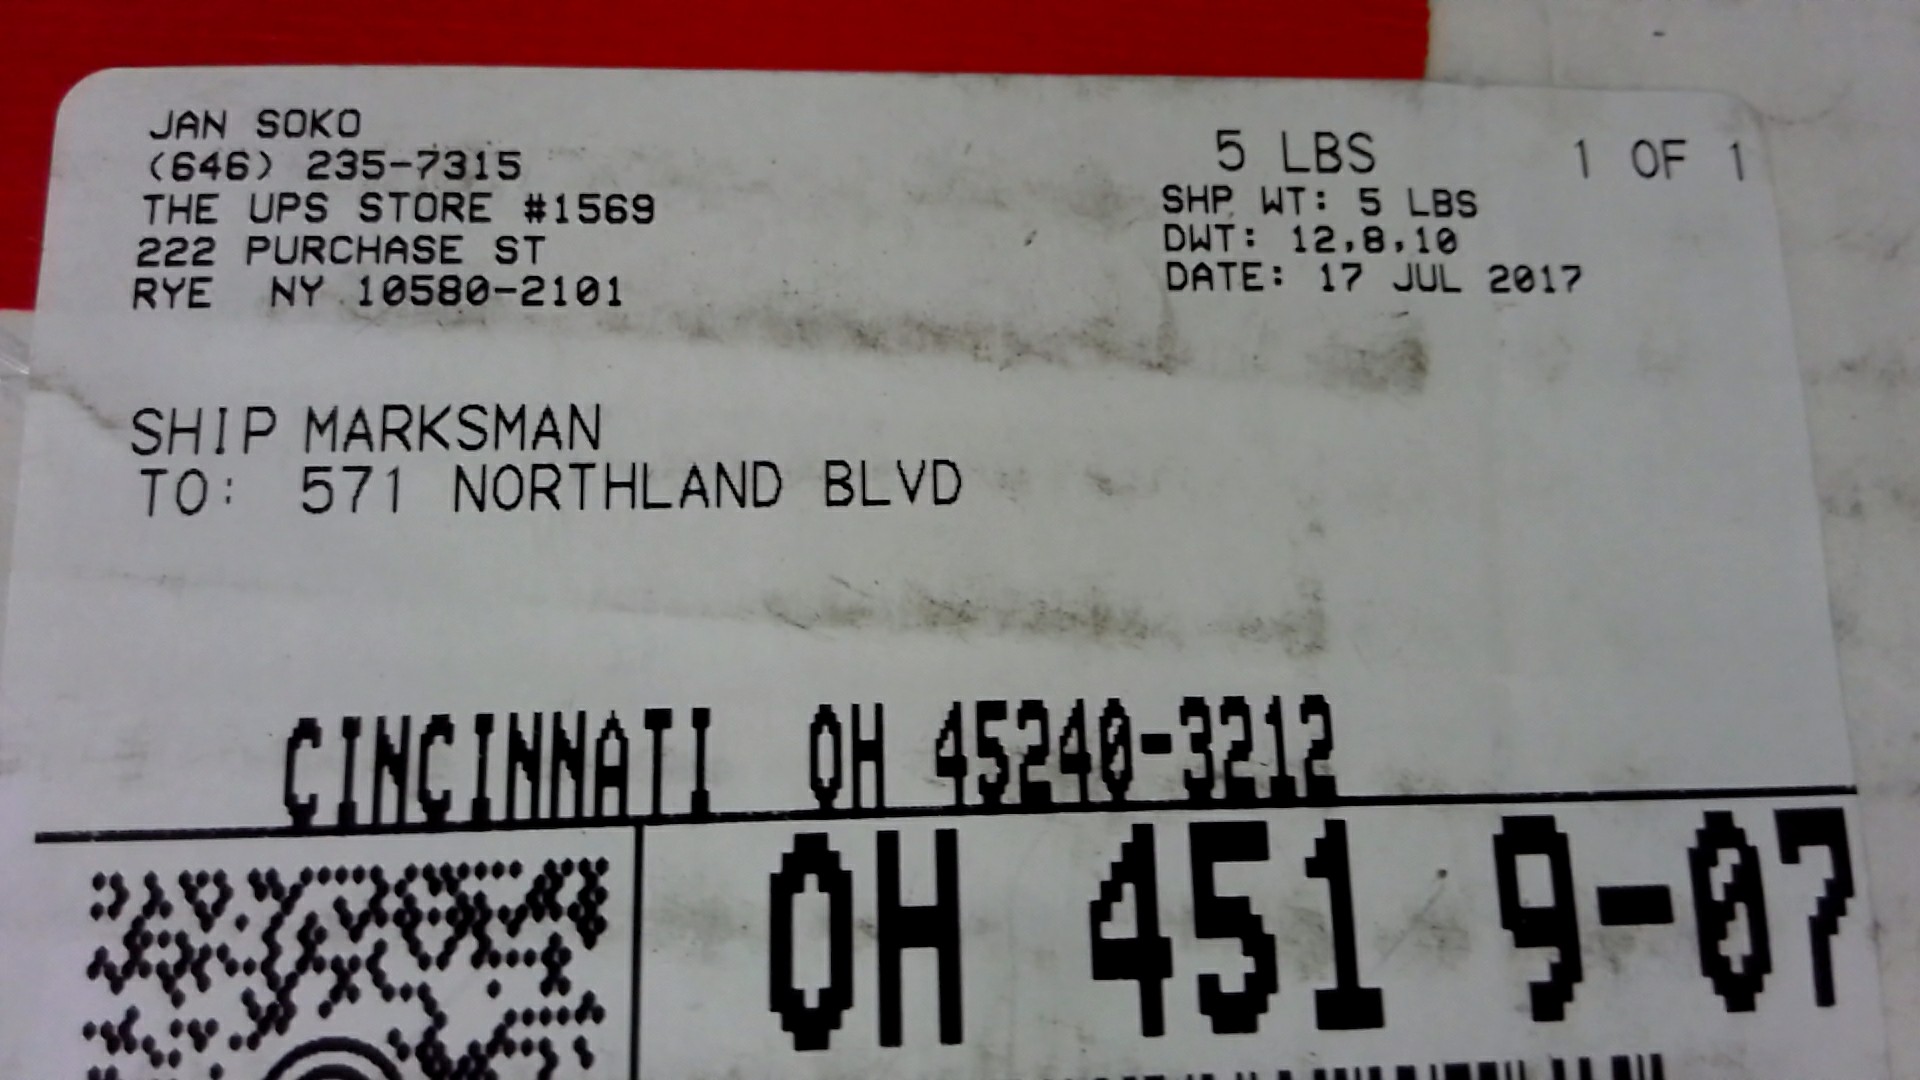 JAN SOKO
(646) 235-7315
THE UPS STORE #1569
222 PURCHASE ST
RYE NY 10580-2101
5 LBS 1 OF 1
SHP WT: 5 LBS
DWT: 12,8,10
DATE: 17 JUL 2017
SHIP MARKSMAN
TO: 571 NORTHLAND BLVD
CINCINNATI OH 45240-3212
OH 451 9-07